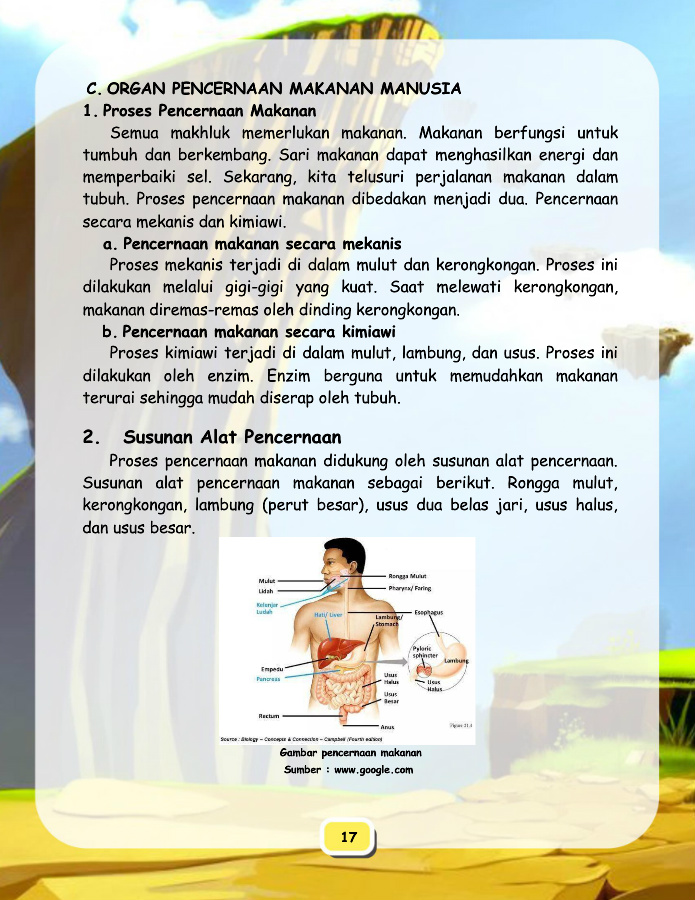 C. ORGAN PENCERNAAN MAKANAN MANUSIA
1. Proses Pencernaan Makanan
Semua makhluk memerlukan makanan. Makanan berfungsi untuk
tumbuh dan berkembang. Sari makanan dapat menghasilkan energi dan
memperbaiki sel. Sekarang, kita telusuri perjalanan makanan dalam
tubuh. Proses pencernaan makanan dibedakan menjadi dua. Pencernaan
secara mekanis dan kimiawi.
a. Pencernaan makanan secara mekanis
Proses mekanis terjadi di dalam mulut dan kerongkongan. Proses ini
dilakukan melalui gigi-gigi yang kuat. Saat melewati kerongkongan,
makanan diremas-remas oleh dinding kerongkongan.
b. Pencernaan makanan secara kimiawi
Proses kimiawi terjadi di dalam mulut, lambung, dan usus. Proses ini
dilakukan oleh enzim. Enzim berguna untuk memudahkan makanan
terurai sehingga mudah diserap oleh tubuh.
2. Susunan Alat Pencernaan
Proses pencernaan makanan didukung oleh susunan alat pencernaan.
Susunan alat pencernaan makanan sebagai berikut. Rongga mulut,
kerongkongan, lambung (perut besar), usus dua belas jari, usus halus,
dan usus besar.
Mulut
Lidah
Kelenjar
Ludah
Hati/ Liver
Empedu
Pancreas
Rectum
Rongga Mulut
Pharynx/ Faring
Esophagus
Lambung/
Stomach
Pyloric
sphincter
Lambung
Usus
Halus
Usus
Halus
Usus
Besar
Anus
Figure 21.4
Source : Biology – Concepts & Connection – Campbell (Fourth edition)
Gambar pencernaan makanan
Sumber : www.google.com
17